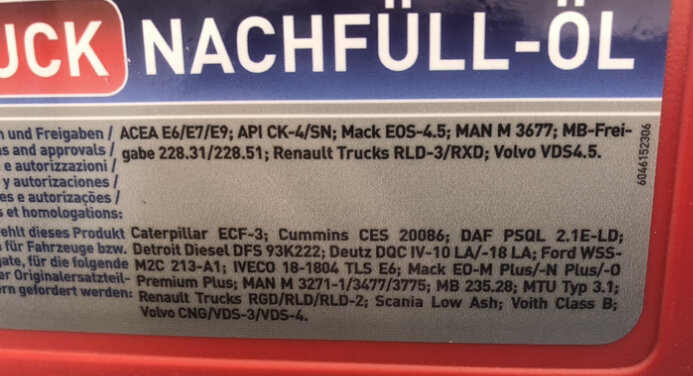 UCK NACHFÜLL-ÖL
n und Freigaben / ACEA E6/E7/E9; API CK-4/SN; Mack EOS-4.5; MAN M 3677; MB-Frei-
ns and approvals / gabe 228.31/228.51; Renault Trucks RLD-3/RXD; Volvo VDS4.5.
e autorizzazioni /
y autorizaciones /
es e autorizações /
s et homologations:
6046152306
ehlt dieses Produkt Caterpillar ECF-3; Cummins CES 20086; DAF PSQL 2.1E-LD;
n für Fahrzeuge bzw. Detroit Diesel DFS 93K222; Deutz DQC IV-10 LA/-18 LA; Ford WSS-
gate, für die folgende M2C 213-A1; IVECO 18-1804 TLS E6; Mack EO-M Plus/-N Plus/-O
er Originalersatzteil- Premium Plus; MAN M 3271-1/3477/3775; MB 235.28; MTU Typ 3.1;
ern gefordert werden: Renault Trucks RGD/RLD/RLD-2; Scania Low Ash; Voith Class B;
Volvo CNG/VDS-3/VDS-4.